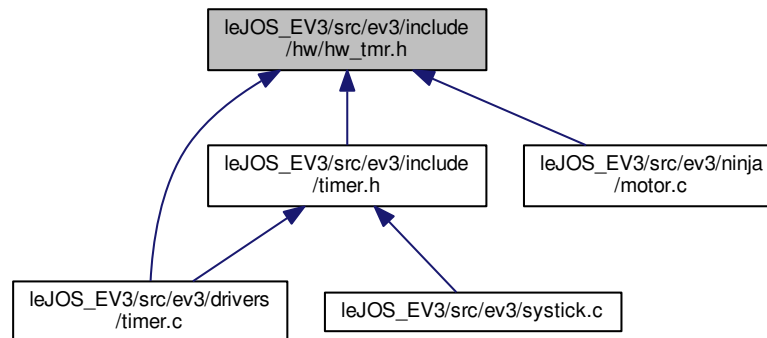 leJOS_EV3/src/ev3/include
/hw/hw_tmr.h
leJOS_EV3/src/ev3/include
/timer.h
leJOS_EV3/src/ev3/ninja
/motor.c
leJOS_EV3/src/ev3/drivers
/timer.c
leJOS_EV3/src/ev3/systick.c